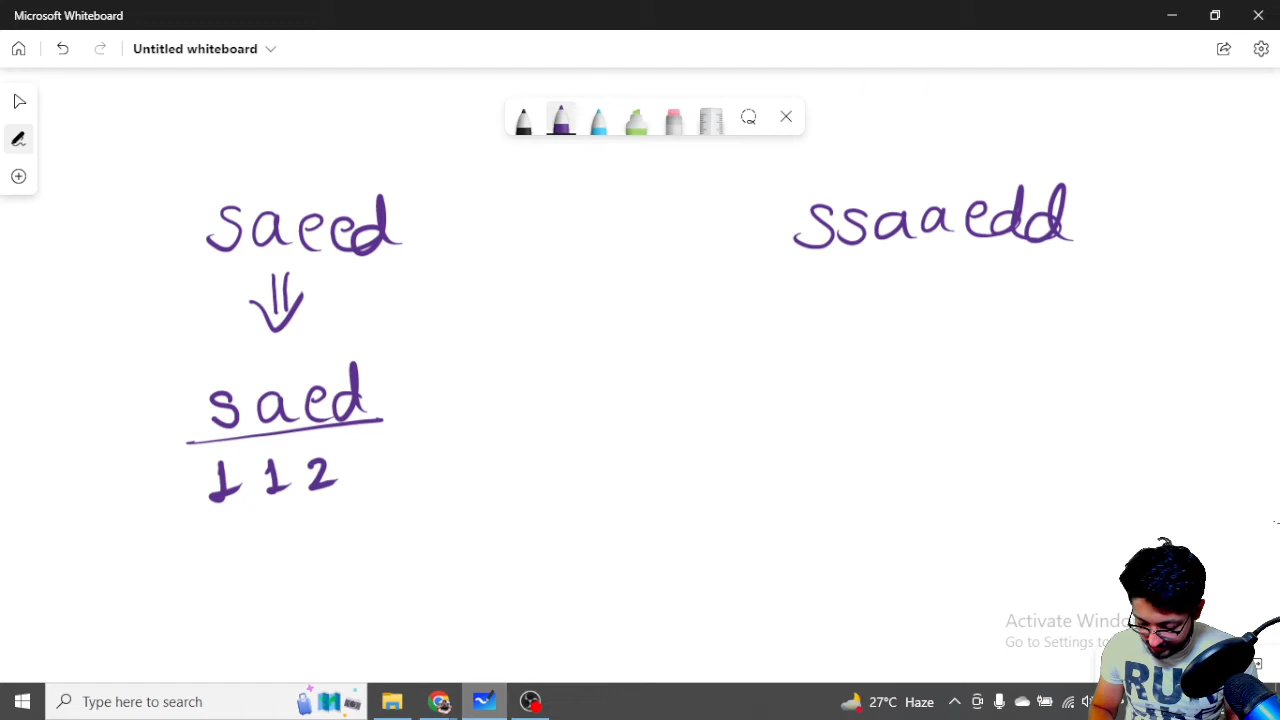 Microsoft Whiteboard
Untitled whiteboard
saeed
ssaaedd
saed
1 1 2
Activate Windo
Go to Settings to
RU
Type here to search
27°C Haze